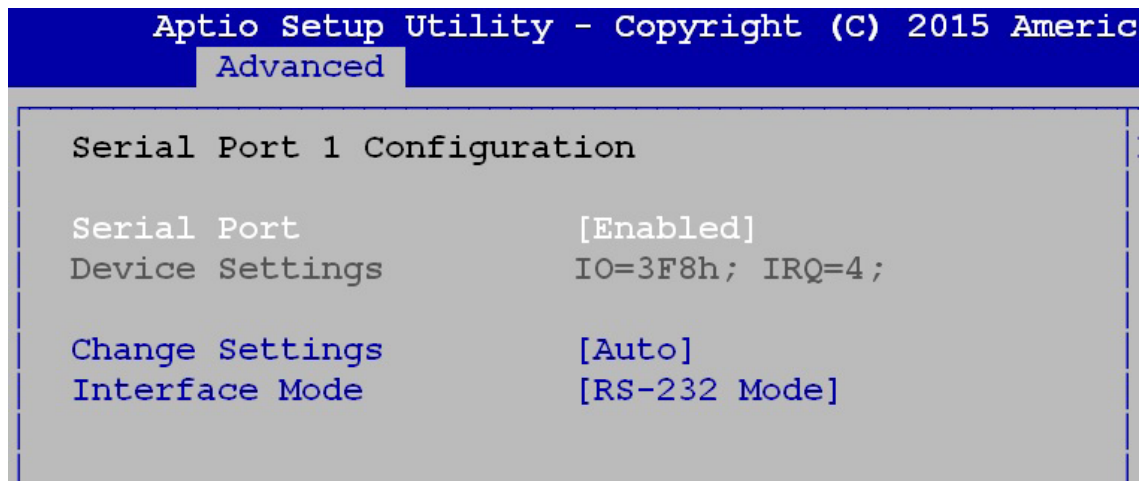 Aptio Setup Utility - Copyright (C) 2015 Americ
Advanced
Serial Port 1 Configuration
Serial Port [Enabled]
Device Settings IO=3F8h; IRQ=4;
Change Settings [Auto]
Interface Mode [RS-232 Mode]